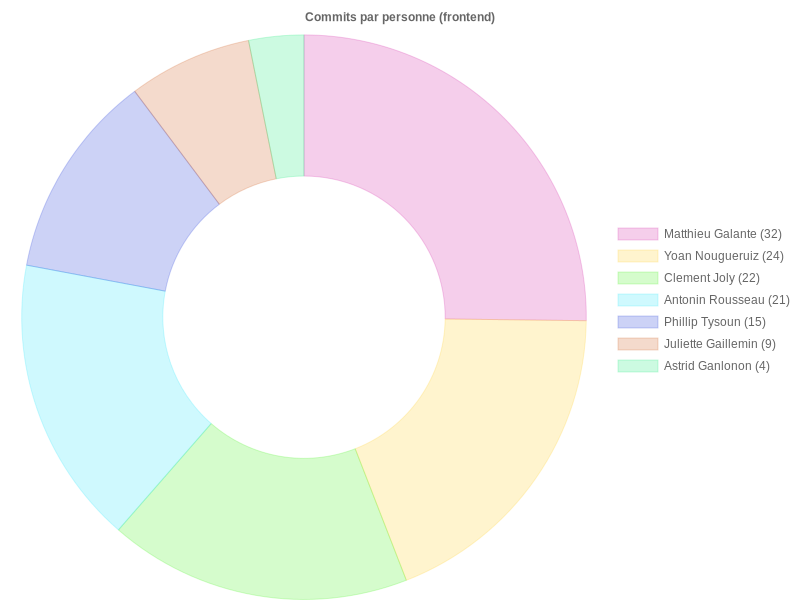 Commits par personne (frontend)
Matthieu Galante (32)
Yoan Nougueruiz (24)
Clement Joly (22)
Antonin Rousseau (21)
Phillip Tysoun (15)
Juliette Gaillemin (9)
Astrid Ganlonon (4)